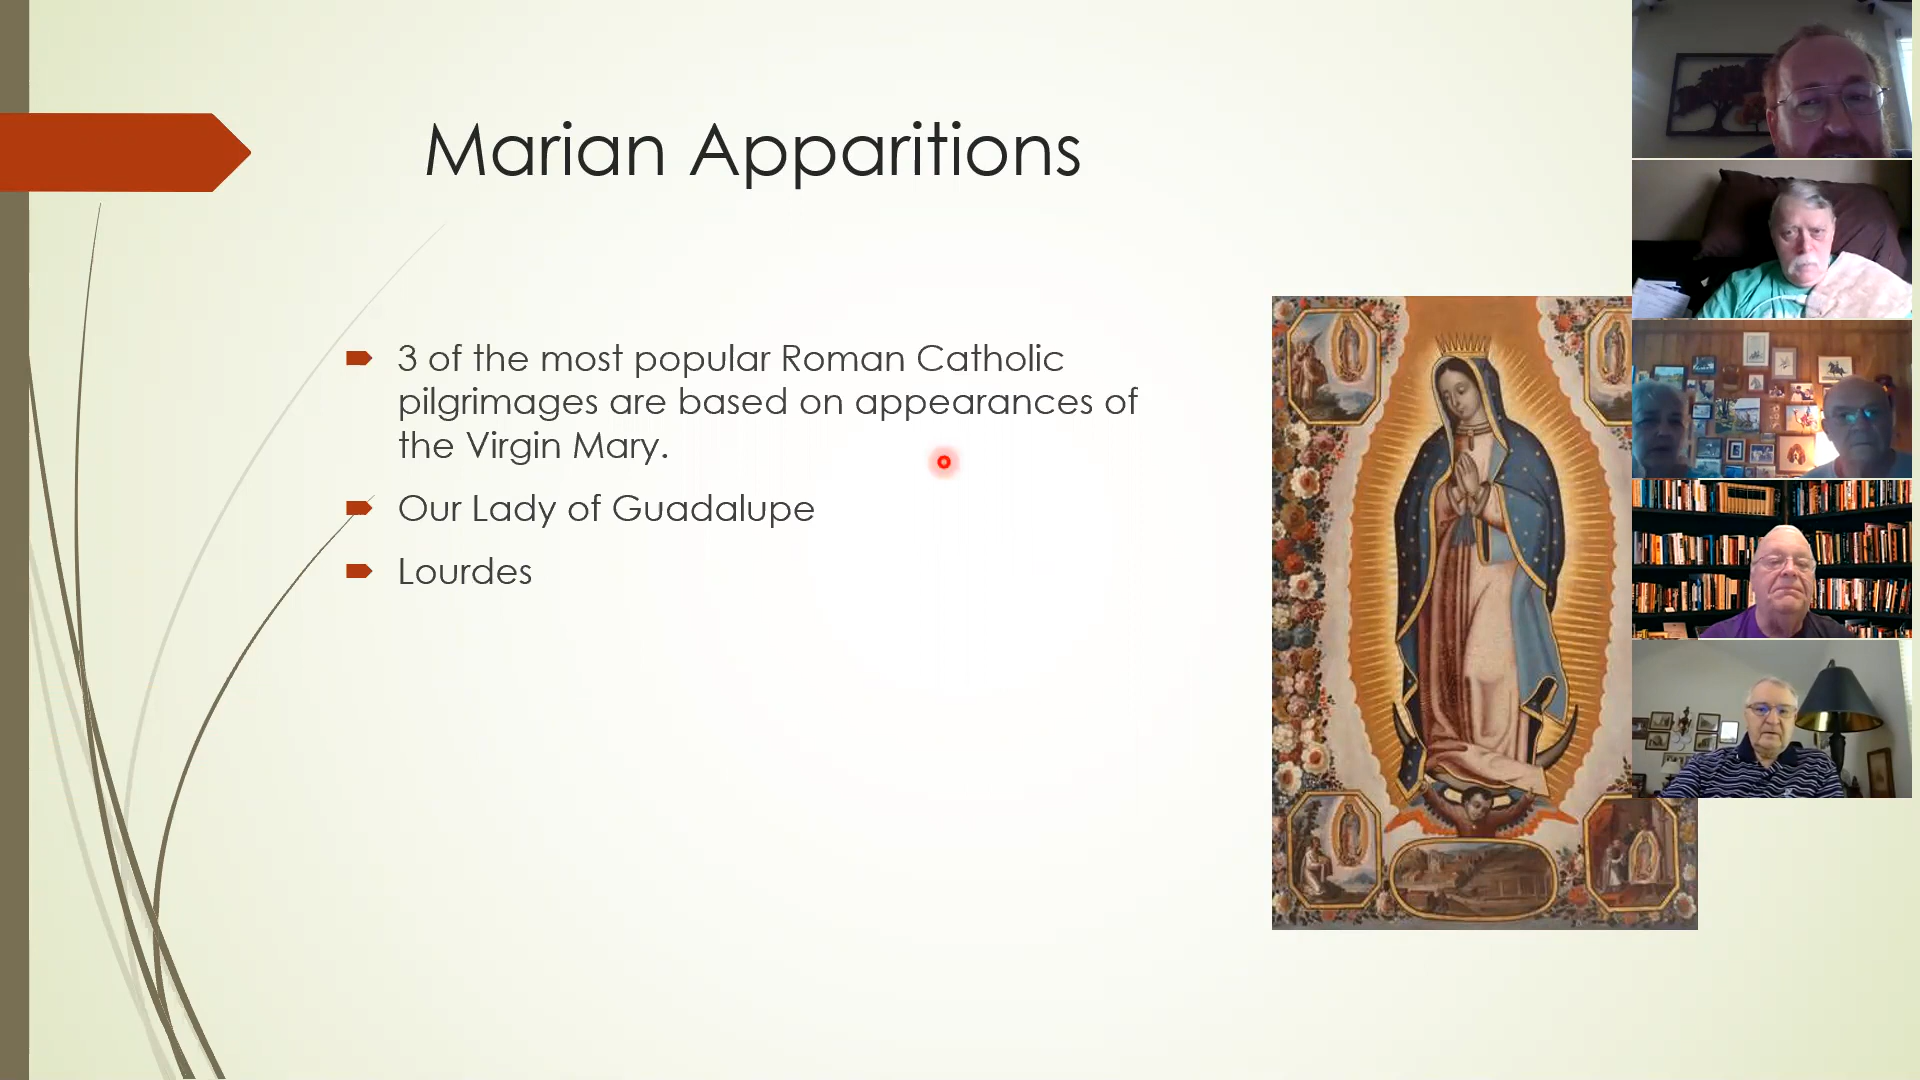 Marian Apparitions
3 of the most popular Roman Catholic
pilgrimages are based on appearances of
the Virgin Mary.
Our Lady of Guadalupe
Lourdes